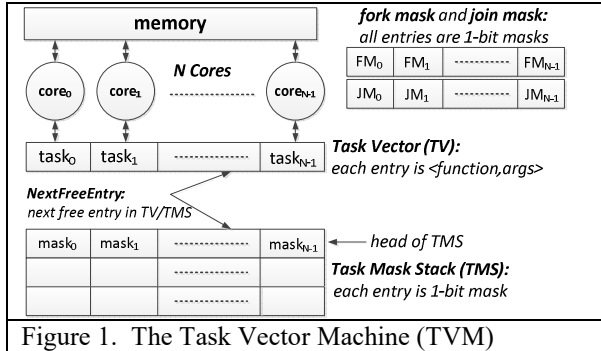 memory
fork mask and join mask:
all entries are 1-bit masks
FM0 FM1 FMN-1
JM0 JM1 JMN-1
N Cores
core0 core1 coreN-1
task0 task1 taskN-1
Task Vector (TV):
each entry is <function,args>
NextFreeEntry:
next free entry in TV/TMS
mask0 mask1 maskN-1
head of TMS
Task Mask Stack (TMS):
each entry is 1-bit mask
Figure 1. The Task Vector Machine (TVM)